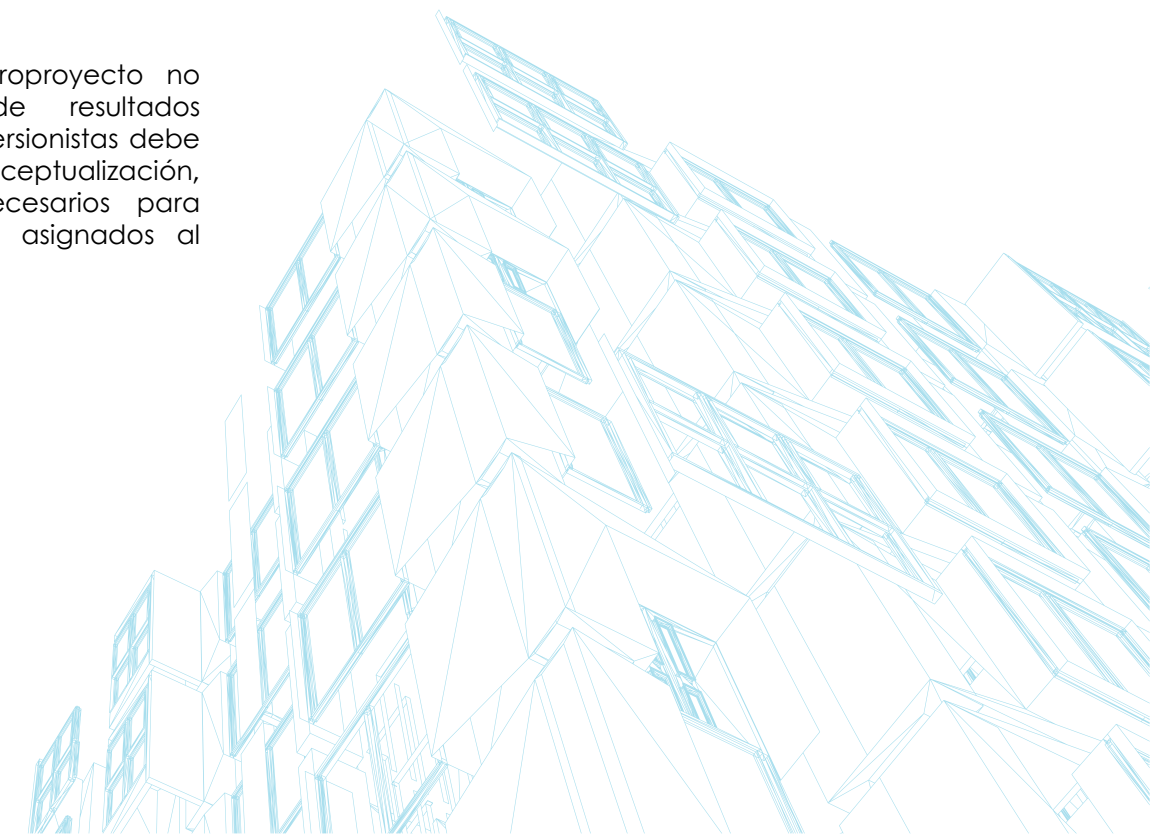 roproyecto no
de resultados
ersionistas debe
ceptualización,
ecesarios para
asignados al